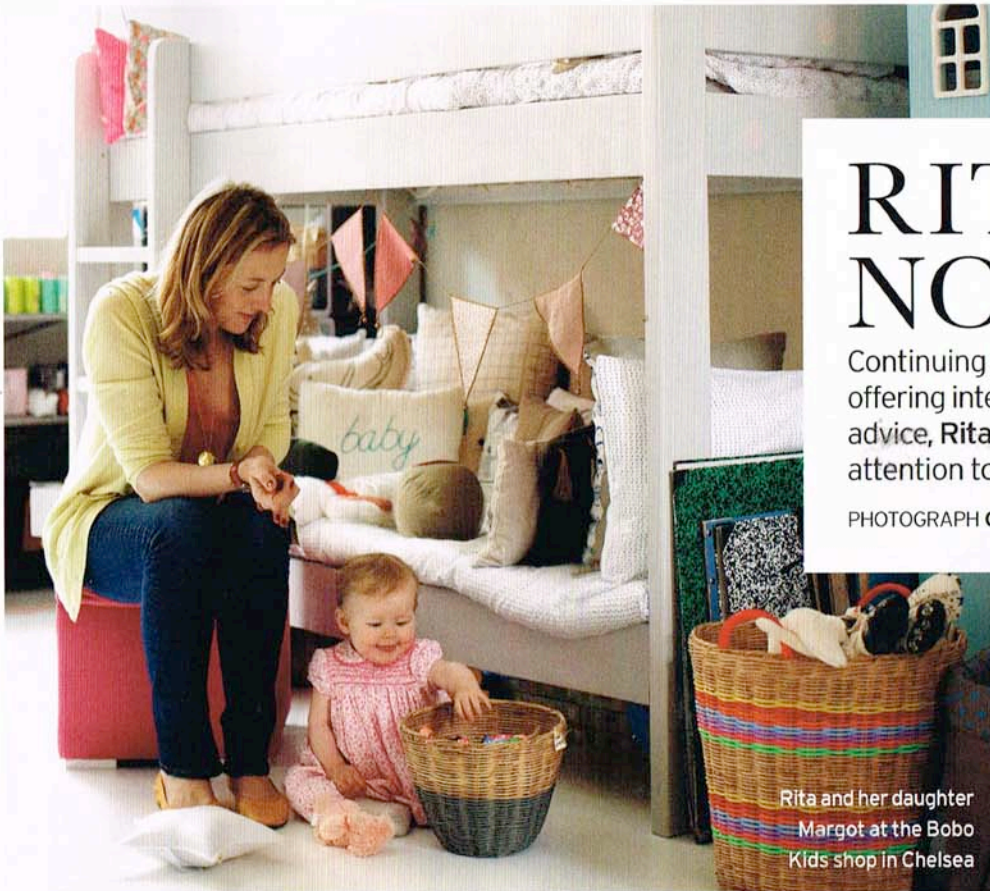 RIT
NO
Continuing
offering inte
advice, Rita
attention to
PHOTOGRAPH
baby
Rita and her daughter
Margot at the Bobo
Kids shop in Chelsea